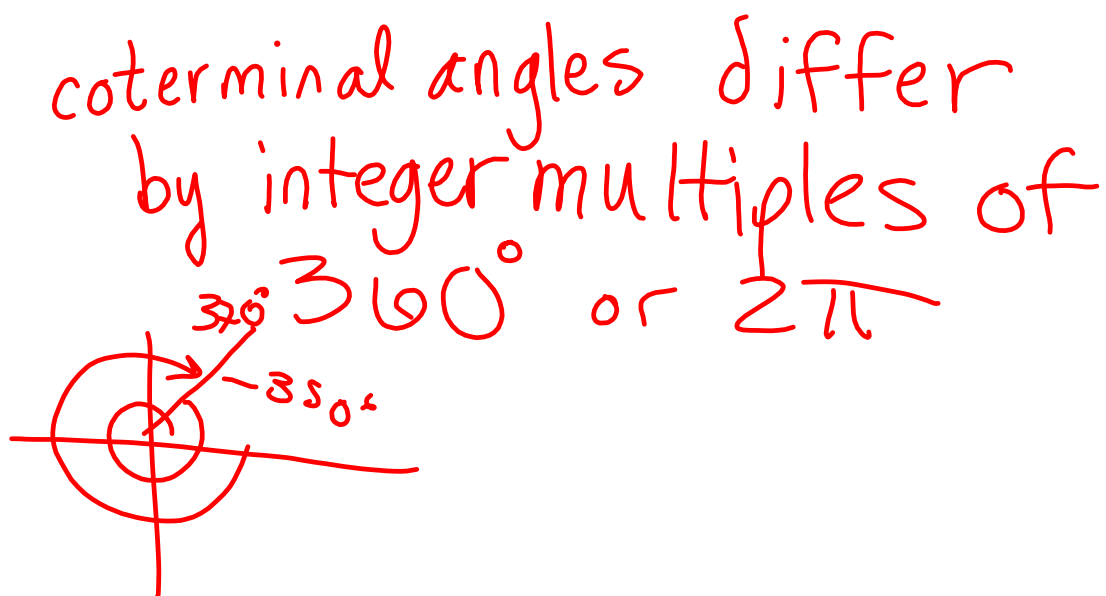 coterminal angles differ
by integer multiples of
360° or 2π
370°
-350°